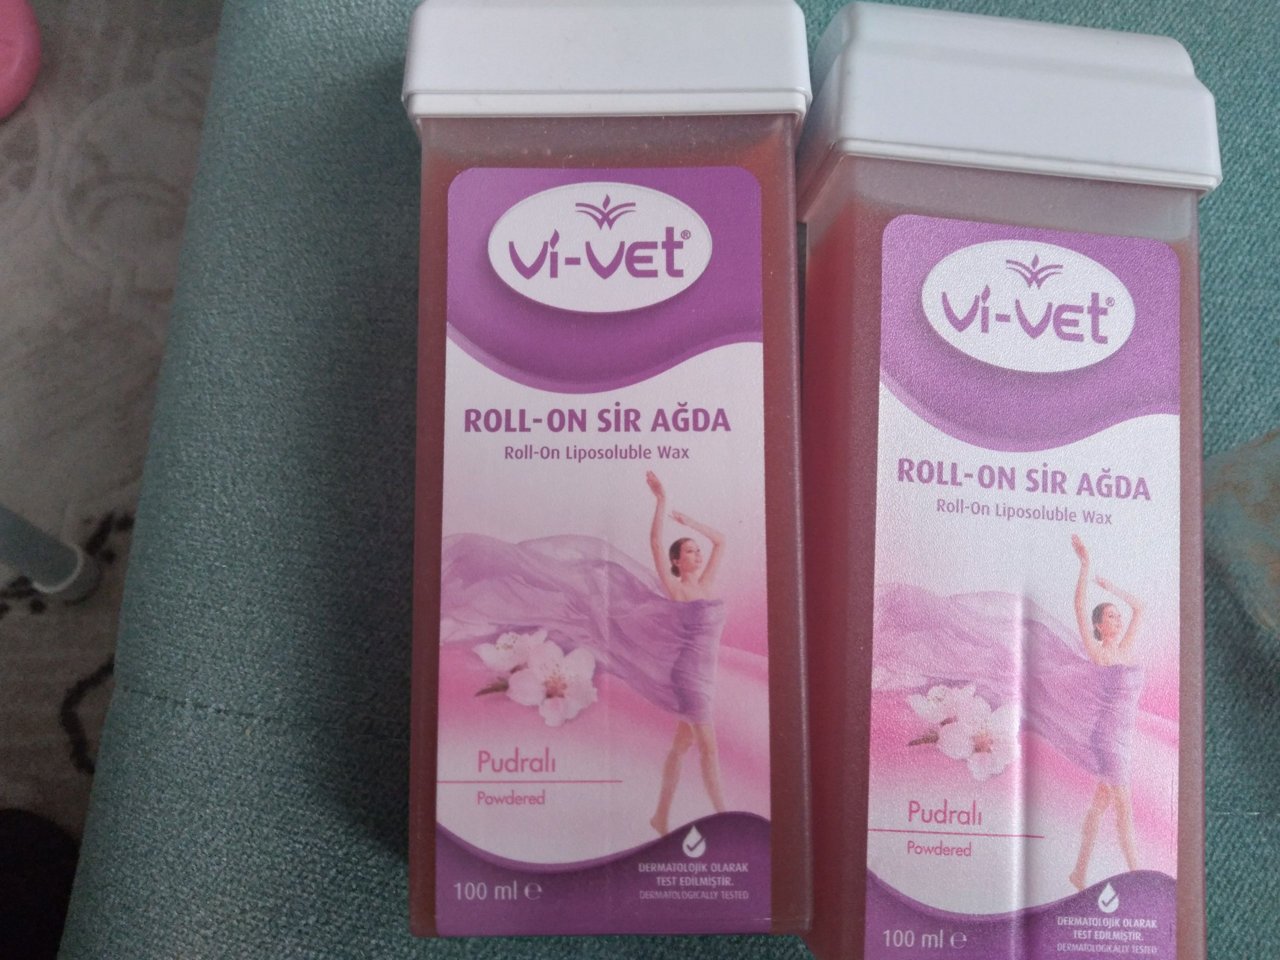 Vi-VET®
ROLL-ON SİR AĞDA
Roll-On Liposoluble Wax
Pudralı
Powdered
100 ml ℮
DERMATOLOJİK OLARAK
TEST EDİLMİŞTİR.
DERMATOLOGICALLY TESTED
Vi-VET®
ROLL-ON SİR AĞDA
Roll-On Liposoluble Wax
Pudralı
Powdered
100 ml ℮
DERMATOLOJİK OLARAK
TEST EDİLMİŞTİR.
DERMATOLOGICALLY TESTED